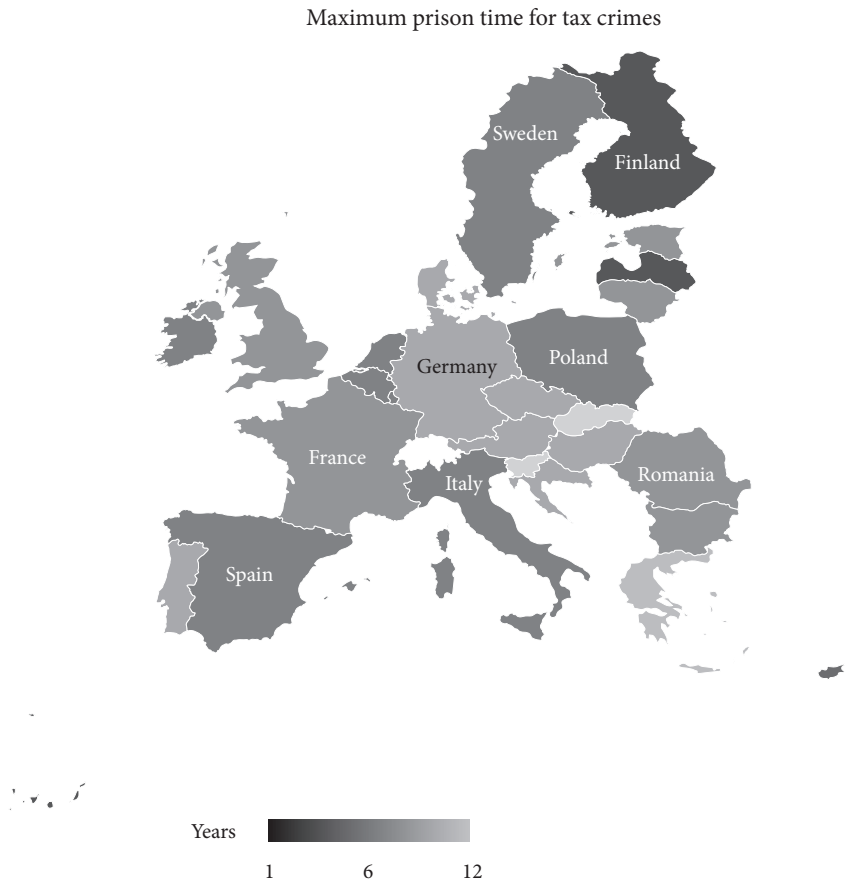 Maximum prison time for tax crimes
Sweden
Finland
Germany
Poland
France
Italy
Romania
Spain
Years
1 6 12